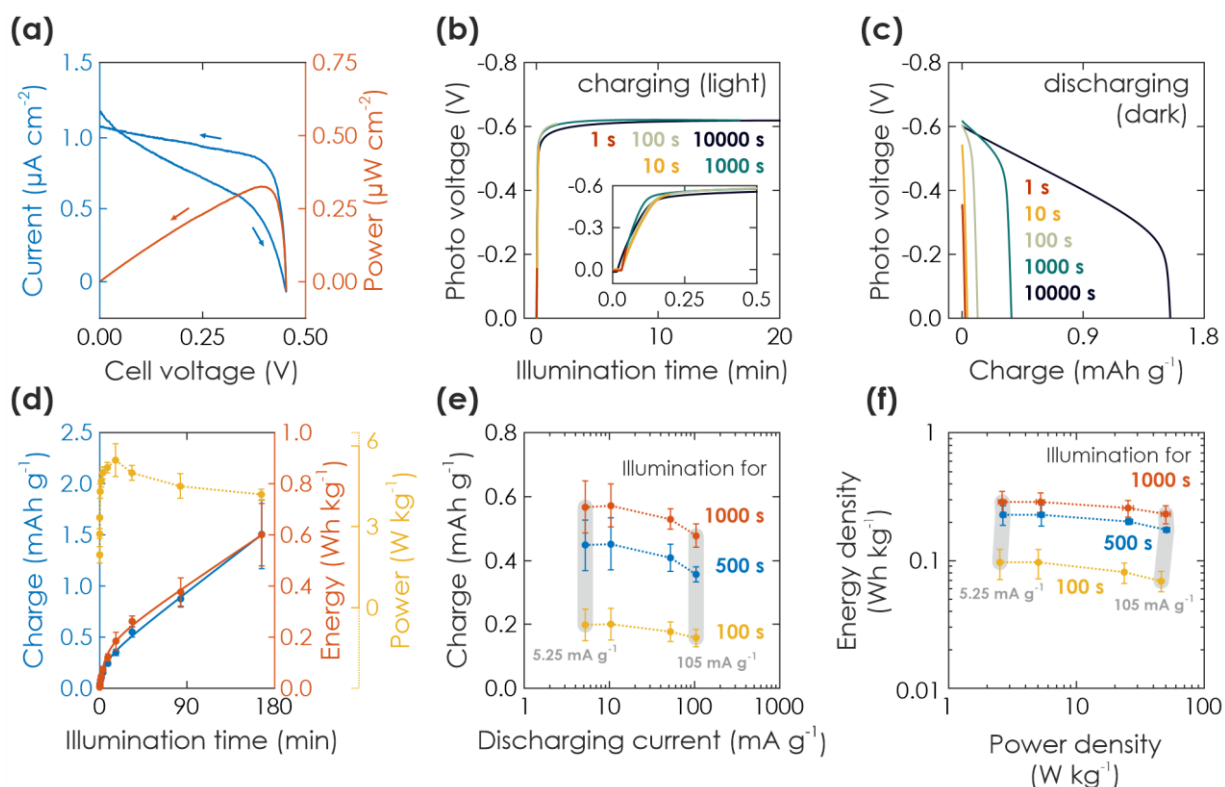 (a)
1.5
1.0
0.5
0
Current (µA cm⁻²)
0.75
0.50
0.25
0.00
Power (µW cm⁻²)
0.00
0.25
0.50
Cell voltage (V)
(b)
-0.8
-0.6
-0.4
-0.2
0.0
Photo voltage (V)
charging (light)
1 s
100 s
10000 s
10 s
1000 s
-0.6
-0.3
0.0
0.0
0.25
0.5
0
10
20
Illumination time (min)
(c)
-0.8
-0.6
-0.4
-0.2
0.0
Photo voltage (V)
discharging
(dark)
1 s
10 s
100 s
1000 s
10000 s
0
0.9
1.8
Charge (mAh g⁻¹)
(d)
2.5
2.0
1.5
1.0
0.5
0.0
Charge (mAh g⁻¹)
1.0
0.8
0.6
0.4
0.2
0.0
Energy (Wh kg⁻¹)
6
3
0
Power (W kg⁻¹)
0
90
180
Illumination time (min)
(e)
0.8
0.6
0.4
0.2
0.0
Charge (mAh g⁻¹)
Illumination for
1000 s
500 s
100 s
5.25 mA g⁻¹
105 mA g⁻¹
1
10
100
1000
Discharging current (mA g⁻¹)
(f)
1
0.1
0.01
Energy density
(Wh kg⁻¹)
Illumination for
1000 s
500 s
100 s
5.25 mA g⁻¹
105 mA g⁻¹
1
10
100
Power density
(W kg⁻¹)